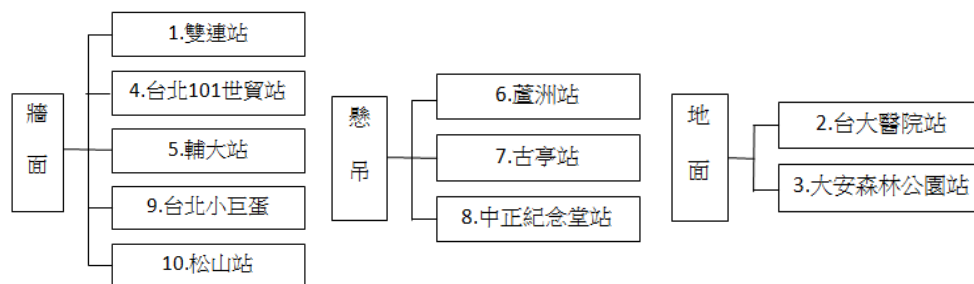 牆面
1.雙連站
4.台北101世貿站
5.輔大站
9.台北小巨蛋
10.松山站
懸吊
6.蘆洲站
7.古亭站
8.中正紀念堂站
地面
2.台大醫院站
3.大安森林公園站